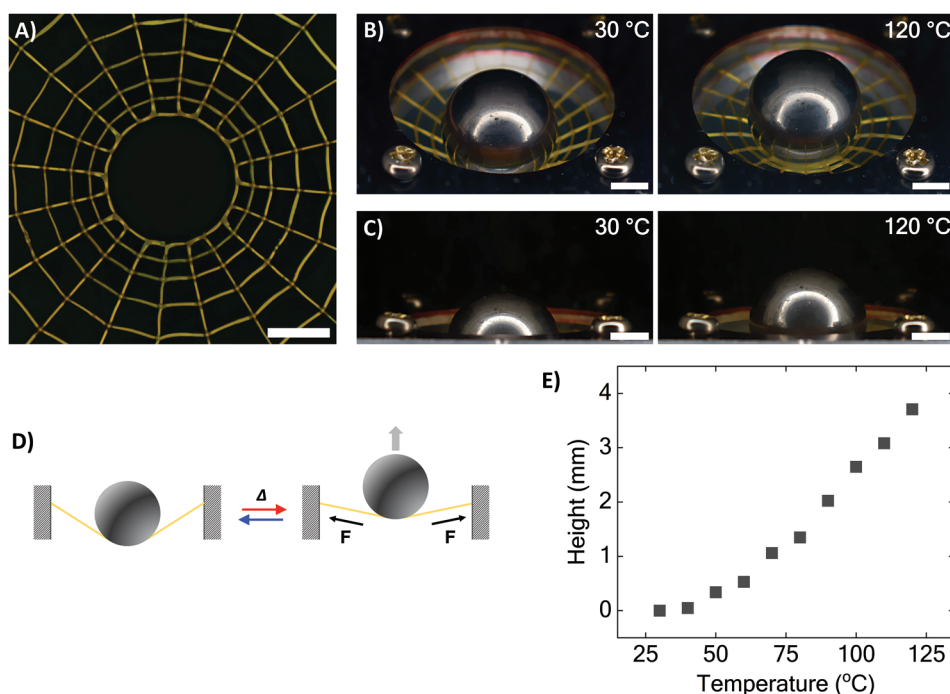 A)
B)
30 °C
120 °C
C)
30 °C
120 °C
D)
Δ
F
F
E)
Height (mm)
4
3
2
1
0
25
50
75
100
125
Temperature (°C)